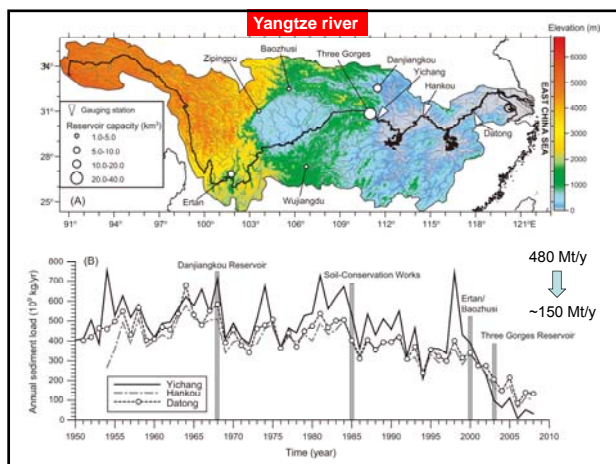 Yangtze river
Elevation (m)
Baozhusi
Three Gorges
Zipingpu
Danjiangkou
Yichang
Hankou
34°
31°
28°
25°
6000
5000
4000
3000
2000
1000
0
EAST CHINA SEA
Gauging station
Reservoir capacity (km³)
1.0-5.0
5.0-10.0
10.0-20.0
20.0-40.0
Datong
Ertan
Wujiangdu
(A)
91°E
94°E
97°E
100°E
103°E
106°E
109°E
112°E
115°E
118°E
121°E
(B)
Danjiangkou Reservoir
Soil-Conservation Works
Ertan/
Baozhusi
Three Gorges Reservoir
480 Mt/y
~150 Mt/y
Annual sediment load (10⁹ kg/yr)
800
700
600
500
400
300
200
100
0
Yichang
Hankou
Datong
1950
1955
1960
1965
1970
1975
1980
1985
1990
1995
2000
2005
2010
Time (year)